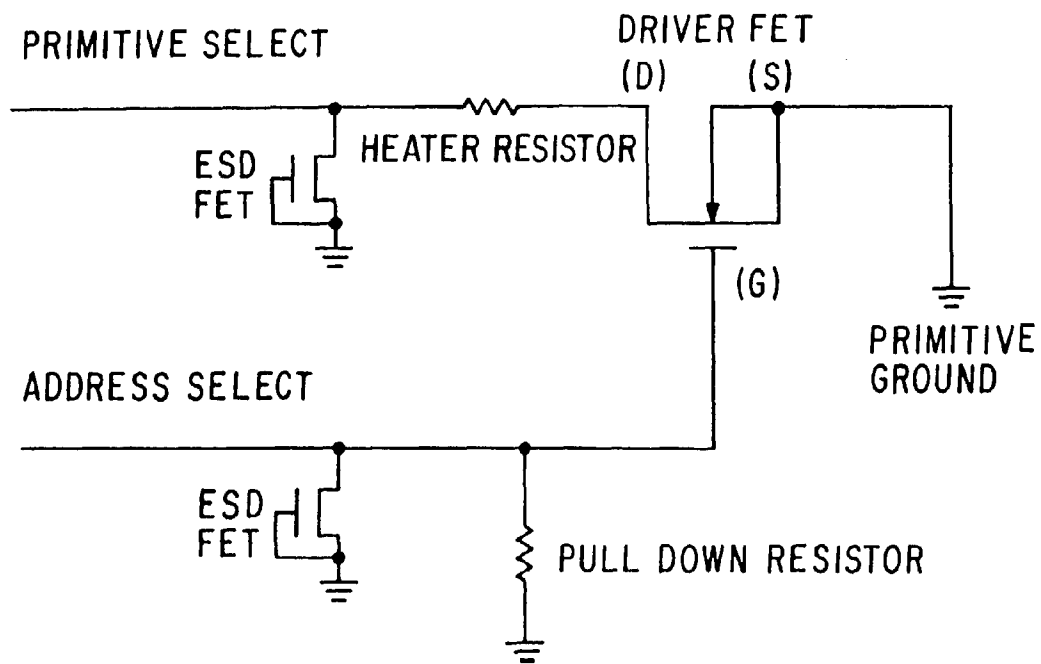 PRIMITIVE SELECT
DRIVER FET
(D)
(S)
HEATER RESISTOR
ESD
FET
(G)
PRIMITIVE
GROUND
ADDRESS SELECT
ESD
FET
PULL DOWN RESISTOR